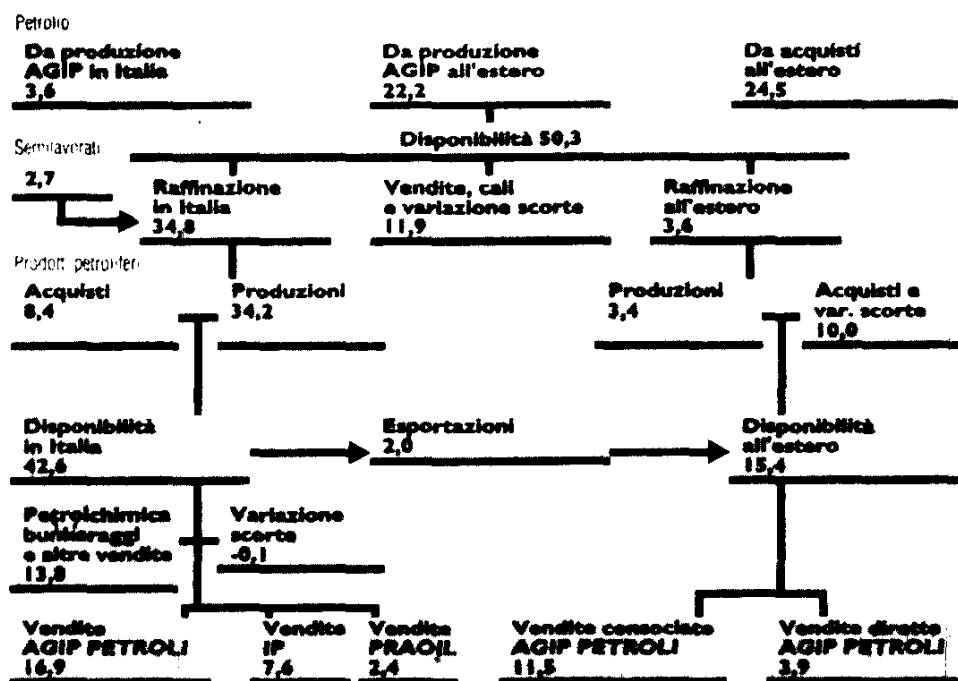 Petrolio
Da produzione
AGIP in Italia
3,6
Da produzione
AGIP all'estero
22,2
Da acquisti
all'estero
24,5
Disponibilità 50,3
Semilavorati
2,7
Raffinazione
in Italia
34,8
Vendite, cali
e variazione scorte
11,9
Raffinazione
all'estero
3,6
Prodotti petroliferi
Acquisti
8,4
Produzioni
34,2
Produzioni
3,4
Acquisti e
var. scorte
10,0
Disponibilità
in Italia
42,6
Esportazioni
2,0
Disponibilità
all'estero
15,4
Petrolchimica
bunkeraggi
e altre vendite
13,8
Variazione
scorte
-0,1
Vendite
AGIP PETROLI
16,9
Vendite
IP
7,6
Vendite
PRAOIL
2,4
Vendite consociate
AGIP PETROLI
11,5
Vendite dirette
AGIP PETROLI
3,9